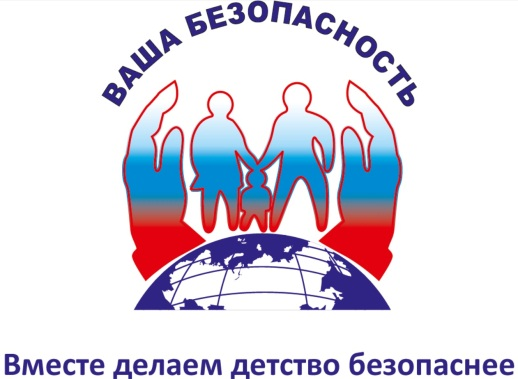 ВАША БЕЗОПАСНОСТЬ
Вместе делаем детство безопаснее